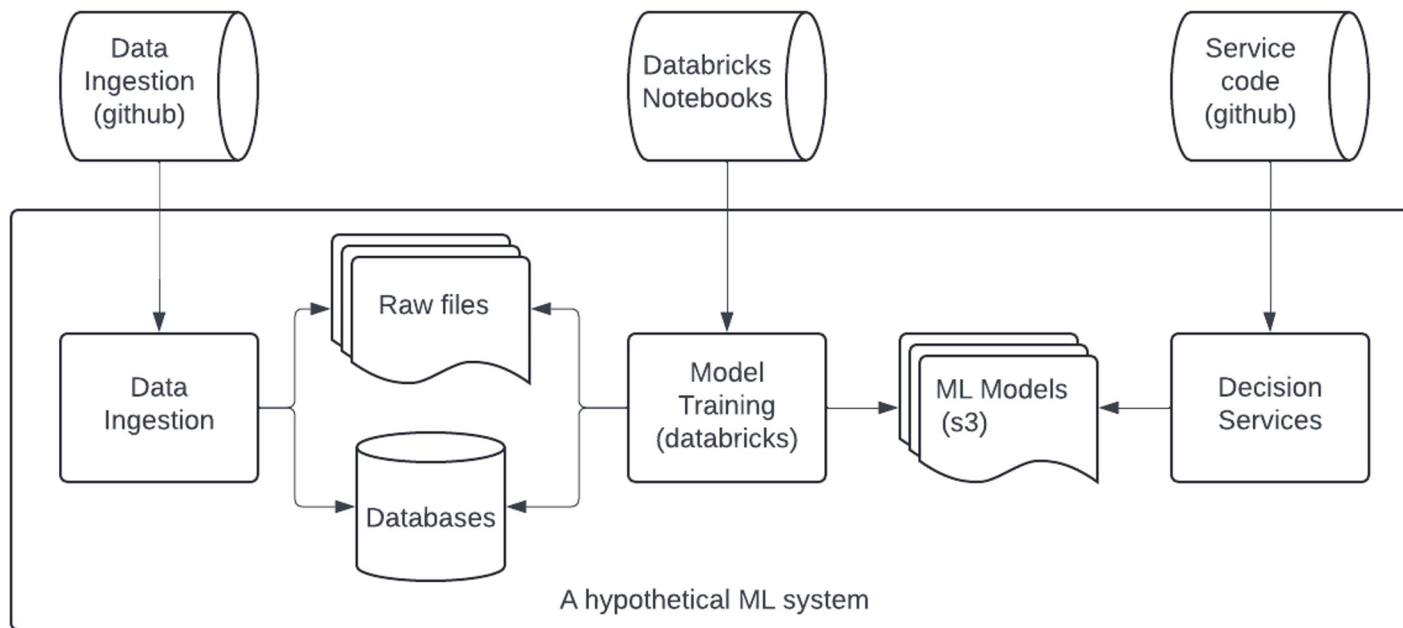 Data
Ingestion
(github)
Databricks
Notebooks
Service
code
(github)
Raw files
Data
Ingestion
Model
Training
(databricks)
ML Models
(s3)
Decision
Services
Databases
A hypothetical ML system